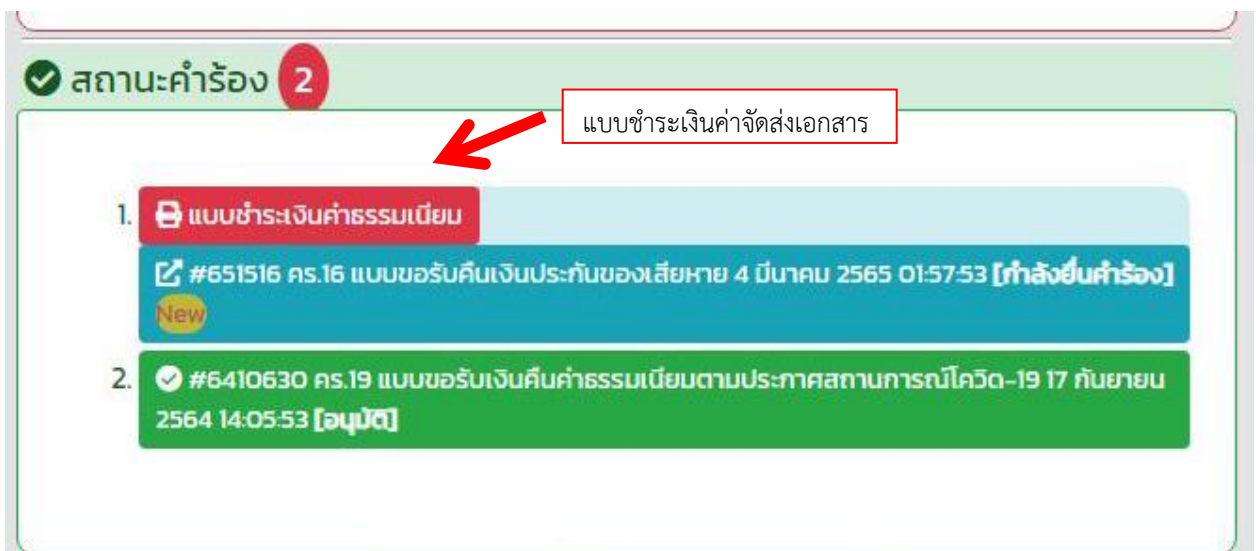 สถานะคำร้อง 2
แบบชำระเงินค่าจัดส่งเอกสาร
1. แบบชำระเงินค่าธรรมเนียม
#651516 คร.16 แบบขอรับคืนเงินประกันของเสียหาย 4 มีนาคม 2565 01:57:53 [กำลังยื่นคำร้อง]
New
2. #6410630 คร.19 แบบขอรับเงินคืนค่าธรรมเนียมตามประกาศสถานการณ์โควิด-19 17 กันยายน
2564 14:05:53 [อนุมัติ]